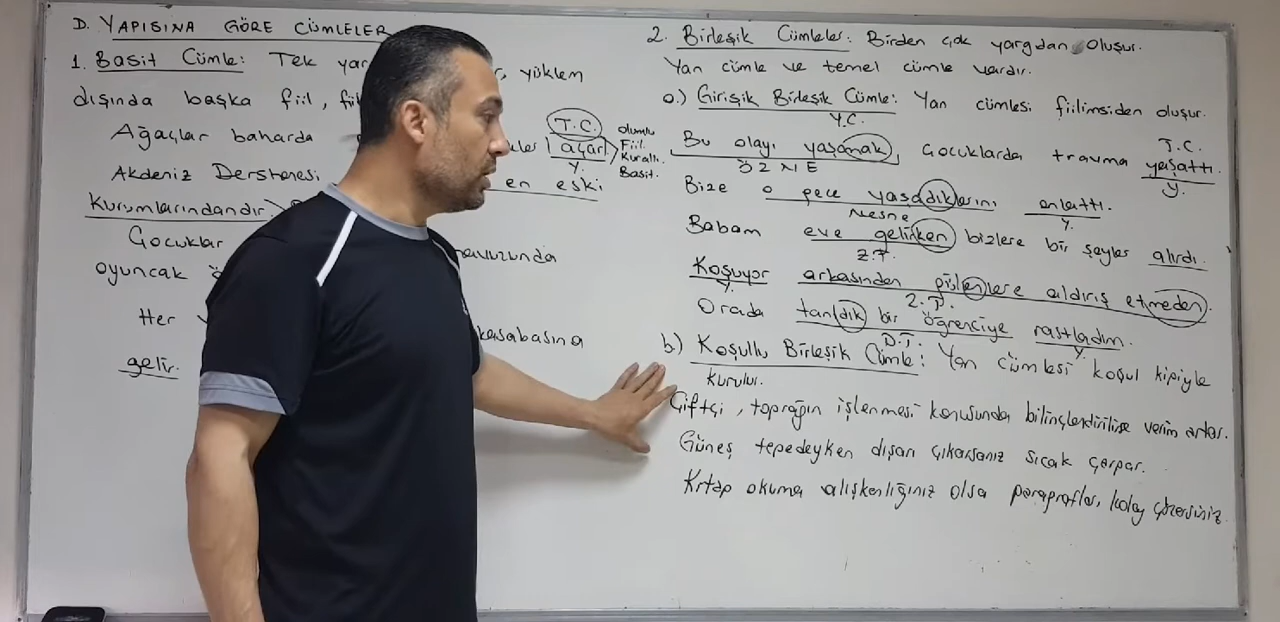 D. YAPISINA GÖRE CÜMLELER
1. Basit Cümle: Tek yar yüklem
dışında başka fiil,
Ağaçlar baharda açar
T.C.
Y.
olumlu
Fiil
Kurallı
Basit.
Akdeniz Dershanesi en eski
Kurumlarındandır.
Çocuklar havuzunda
oyuncak
Her kasabasına
gelir.
2. Birleşik Cümleler: Birden çok yargıdan oluşur.
Yan cümle ve temel cümle vardır.
a.) Girişik Birleşik Cümle: Yan cümlesi fiilimsiden oluşur.
Y.C. T.C.
Bu olayı yaşamak, çocuklarda travma yaşattı.
ÖZNE Y.
Bize o gece yaşadıklarını anlattı.
Nesne Y.
Babam eve gelirken bizlere bir şeyler alırdı.
Z.T.
Koşuyor arkasından gülenlere aldırış etmeden.
Y. Z.T.
Orada tanıdık bir öğrenciye rastladım.
D.T. Y
b) Koşullu Birleşik Cümle: Yan cümlesi koşul kipiyle
kurulur.
Çiftçi, toprağın işlenmesi konusunda bilinçlendirilirse verim artar.
Güneş tepedeyken dışarı çıkarsanız sıcak çarpar.
Kitap okuma alışkanlığınız olsa paragrafları kolay çözersiniz.